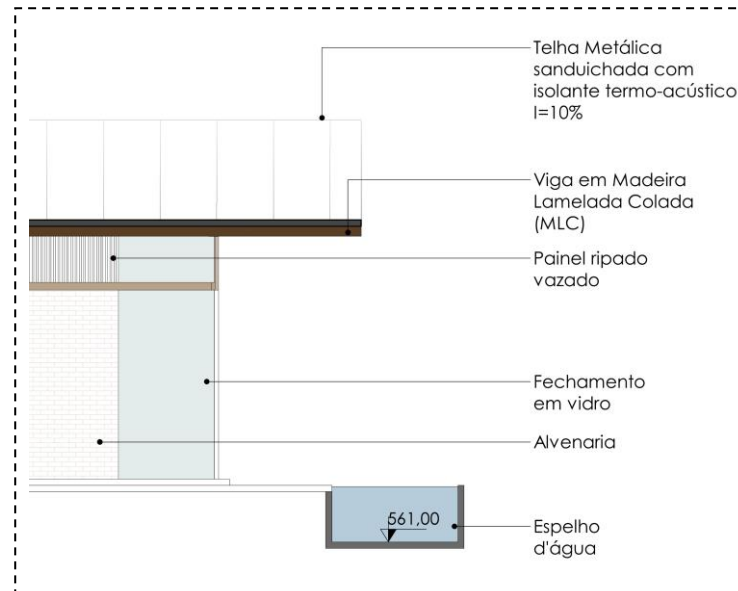 Telha Metálica
sanduichada com
isolante termo-acústico
I=10%
Viga em Madeira
Lamelada Colada
(MLC)
Painel ripado
vazado
Fechamento
em vidro
Alvenaria
561,00
Espelho
d'água